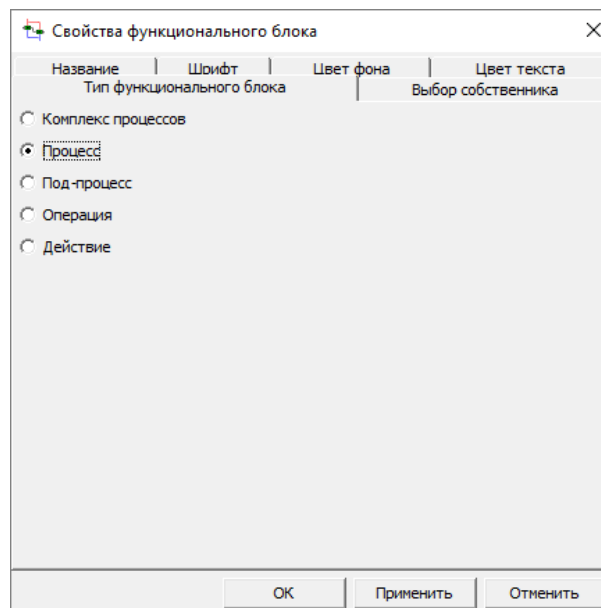 Свойства функционального блока
Название Шрифт Цвет фона Цвет текста
Тип функционального блока Выбор собственника
Комплекс процессов
Процесс
Под-процесс
Операция
Действие
ОК Применить Отменить